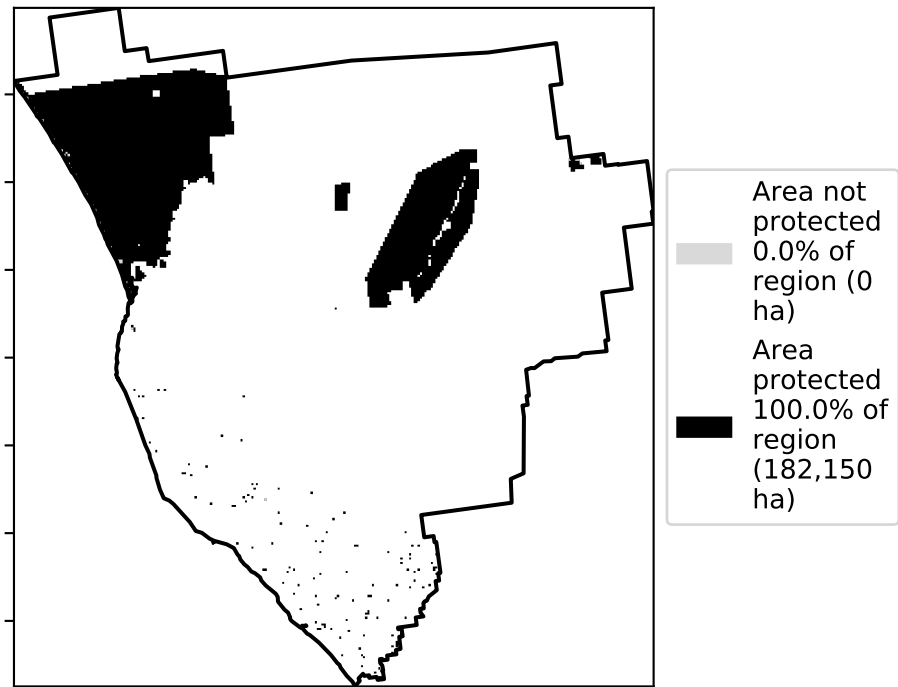 Area not
protected
0.0% of
region (0
ha)
Area
protected
100.0% of
region
(182,150
ha)